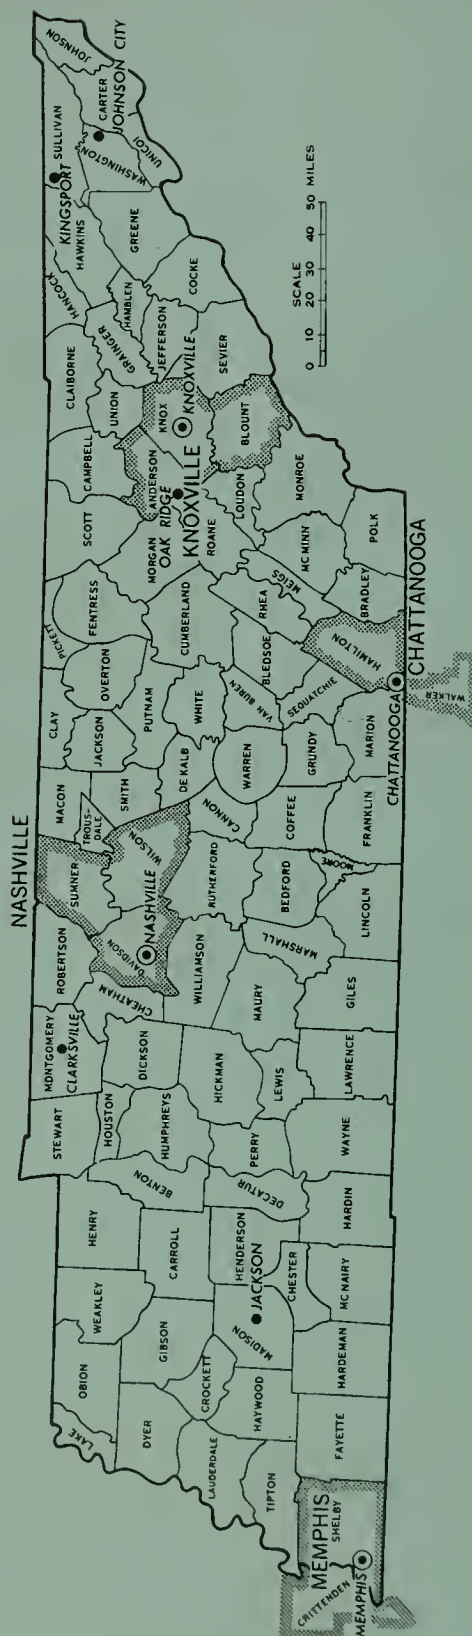 NASHVILLE
CHATTANOOGA
KNOXVILLE
MEMPHIS
LAKE
OBION
WEAKLEY
HENRY
STEWART
MONTGOMERY
CLARKSVILLE
ROBERTSON
SUMNER
MACON
TROUS-
DALE
CLAY
PICKETT
SCOTT
CAMPBELL
CLAIBORNE
HANCOCK
HAWKINS
KINGSPORT
SULLIVAN
JOHNSON
CARTER
JOHNSON CITY
WASHINGTON
UNICOI
GREENE
DYER
GIBSON
CARROLL
BENTON
HOUSTON
HUMPHREYS
DICKSON
CHEATHAM
DAVIDSON
NASHVILLE
WILSON
SMITH
JACKSON
OVERTON
FENTRESS
MORGAN
OAK RIDGE
ANDERSON
UNION
GRAINGER
HAMBLEN
JEFFERSON
COCKE
SEVIER
KNOX
KNOXVILLE
BLOUNT
LOUDON
ROANE
CUMBERLAND
PUTNAM
WHITE
DE KALB
CANNON
RUTHERFORD
WILLIAMSON
HICKMAN
PERRY
DECATUR
HENDERSON
JACKSON
MADISON
CROCKETT
LAUDERDALE
HAYWOOD
TIPTON
CHESTER
LEWIS
MAURY
MARSHALL
BEDFORD
COFFEE
WARREN
VAN BUREN
BLEDSOE
RHEA
MEIGS
MC MINN
MONROE
POLK
BRADLEY
HAMILTON
SEQUATCHIE
GRUNDY
MARION
FRANKLIN
MOORE
LINCOLN
GILES
LAWRENCE
WAYNE
HARDIN
MC NAIRY
HARDEMAN
FAYETTE
SHELBY
CRITTENDEN
MEMPHIS
CHATTANOOGA
WALKER
SCALE
0 10 20 30 40 50 MILES